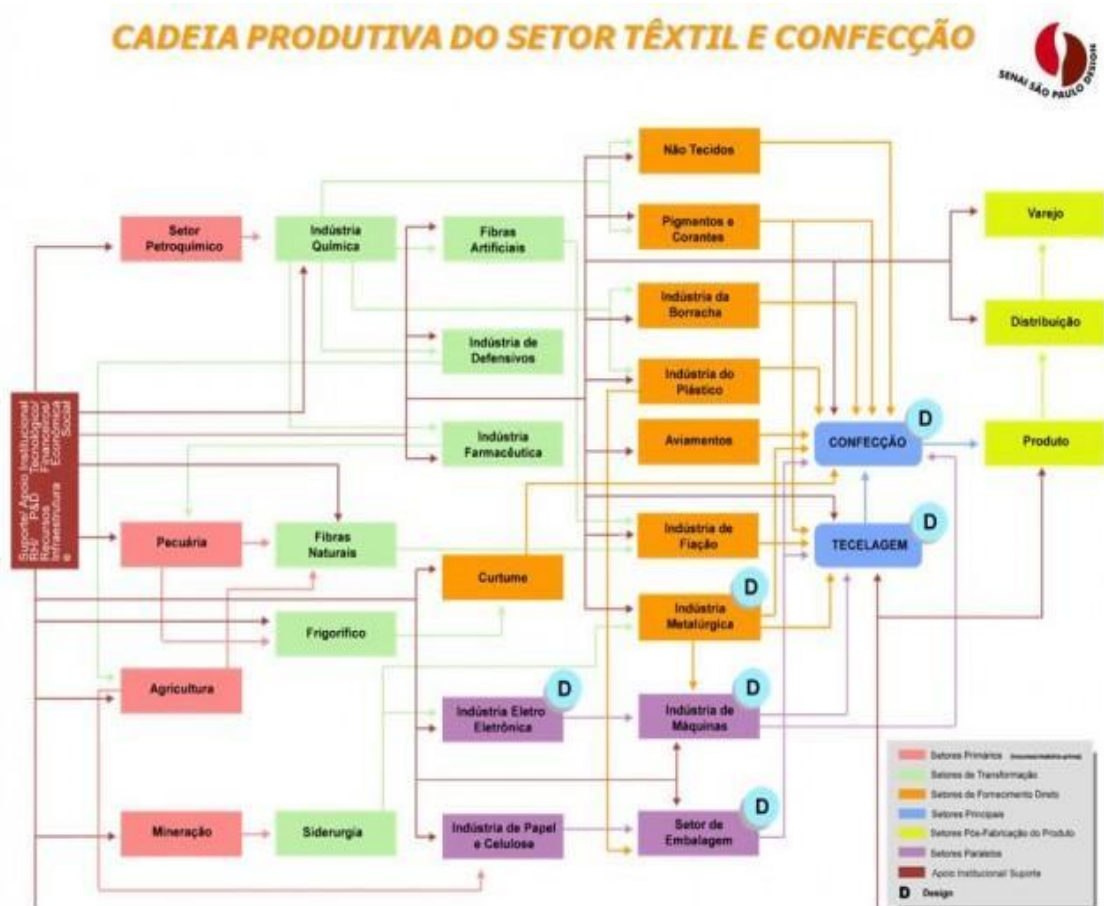 CADEIA PRODUTIVA DO SETOR TÊXTIL E CONFECÇÃO
SENAI SÃO PAULO DESIGN
Não Tecidos
Setor
Petroquímico
Indústria
Química
Fibras
Artificiais
Pigmentos e
Corantes
Varejo
Indústria da
Borracha
Distribuição
Indústria de
Defensivos
Indústria do
Plástico
Suporte/ Apoio Institucional
RH/ P&D Tecnológico/
Recursos Financeiros/
Infraestrutura Econômica
e Social
Indústria
Farmacêutica
Aviamentos
CONFECÇÃO
D
Produto
Pecuária
Fibras
Naturais
Indústria de
Fiação
TECELAGEM
D
Curtume
Indústria
Metalúrgica
D
Frigorífico
Agricultura
Indústria Eletro
Eletrônica
D
Indústria de
Máquinas
D
Mineração
Siderurgia
Indústria de Papel
e Celulose
Setor de
Embalagem
D
Setores Primários
Setores de Transformação
Setores de Fornecimento Direto
Setores Principais
Setores Pós-Fabricação do Produto
Setores Paralelos
Apoio Institucional/ Suporte
D Design